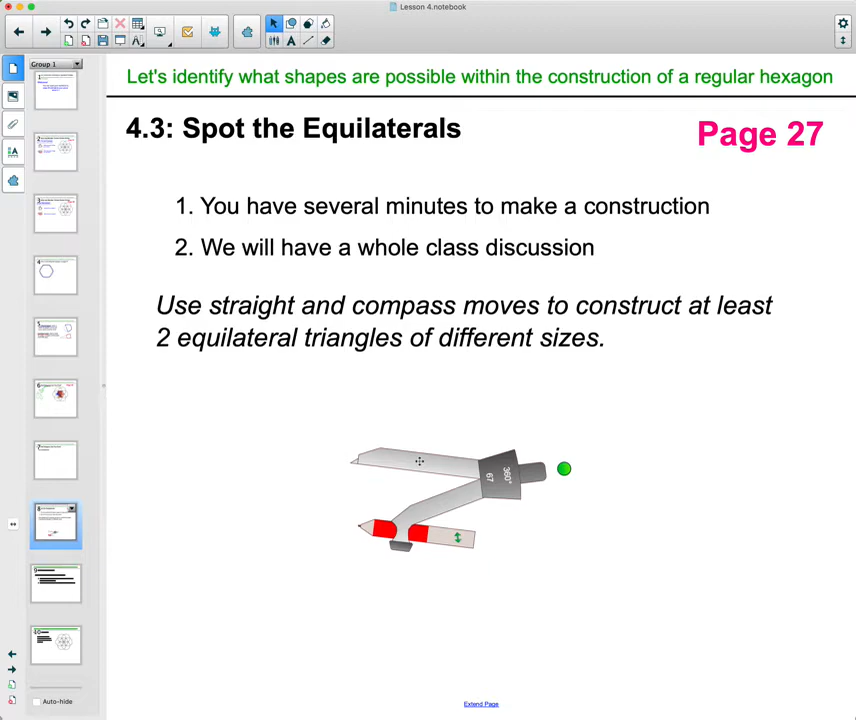 Lesson 4.notebook
Group 1
Let's identify what shapes are possible within the construction of a regular hexagon
4.3: Spot the Equilaterals
Page 27
1. You have several minutes to make a construction
2. We will have a whole class discussion
Use straight and compass moves to construct at least
2 equilateral triangles of different sizes.
67
360°
Auto-hide
Extend Page